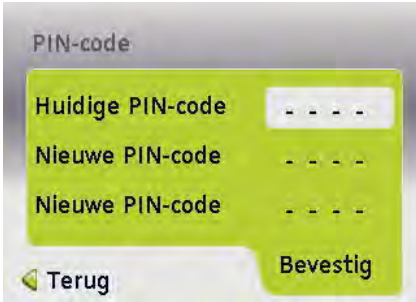 PIN-code
Huidige PIN-code - - - -
Nieuwe PIN-code - - - -
Nieuwe PIN-code - - - -
Bevestig
Terug